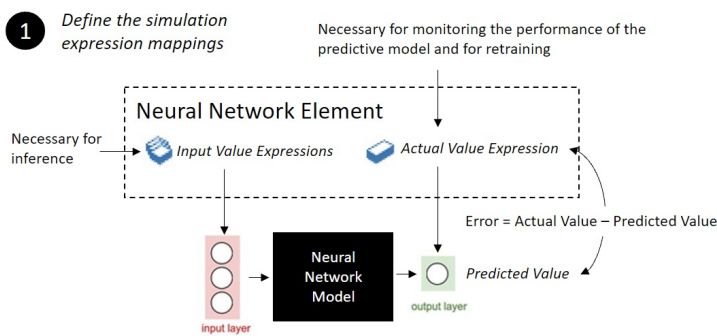 1
Define the simulation
expression mappings
Necessary for monitoring the performance of the
predictive model and for retraining
Neural Network Element
Necessary for
inference
Input Value Expressions
Actual Value Expression
Error = Actual Value – Predicted Value
Neural
Network
Model
Predicted Value
input layer
output layer